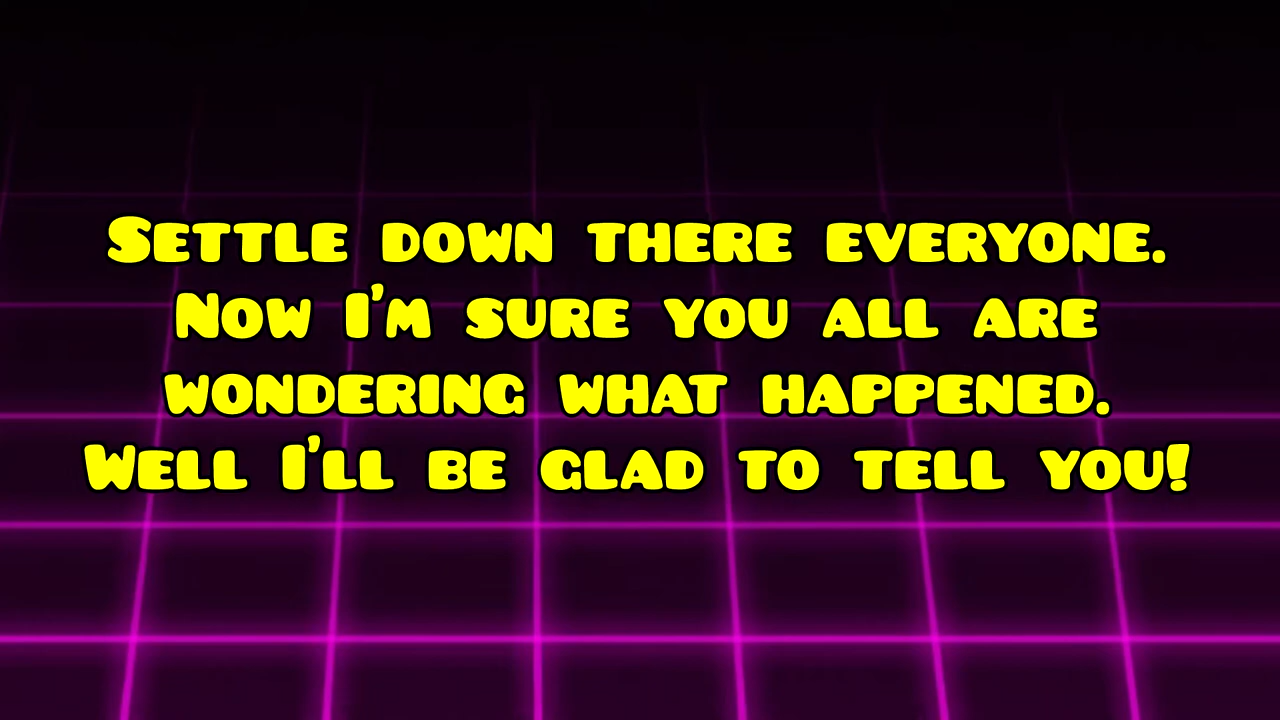 Settle down there everyone.
Now I'm sure you all are
wondering what happened.
Well I'll be glad to tell you!